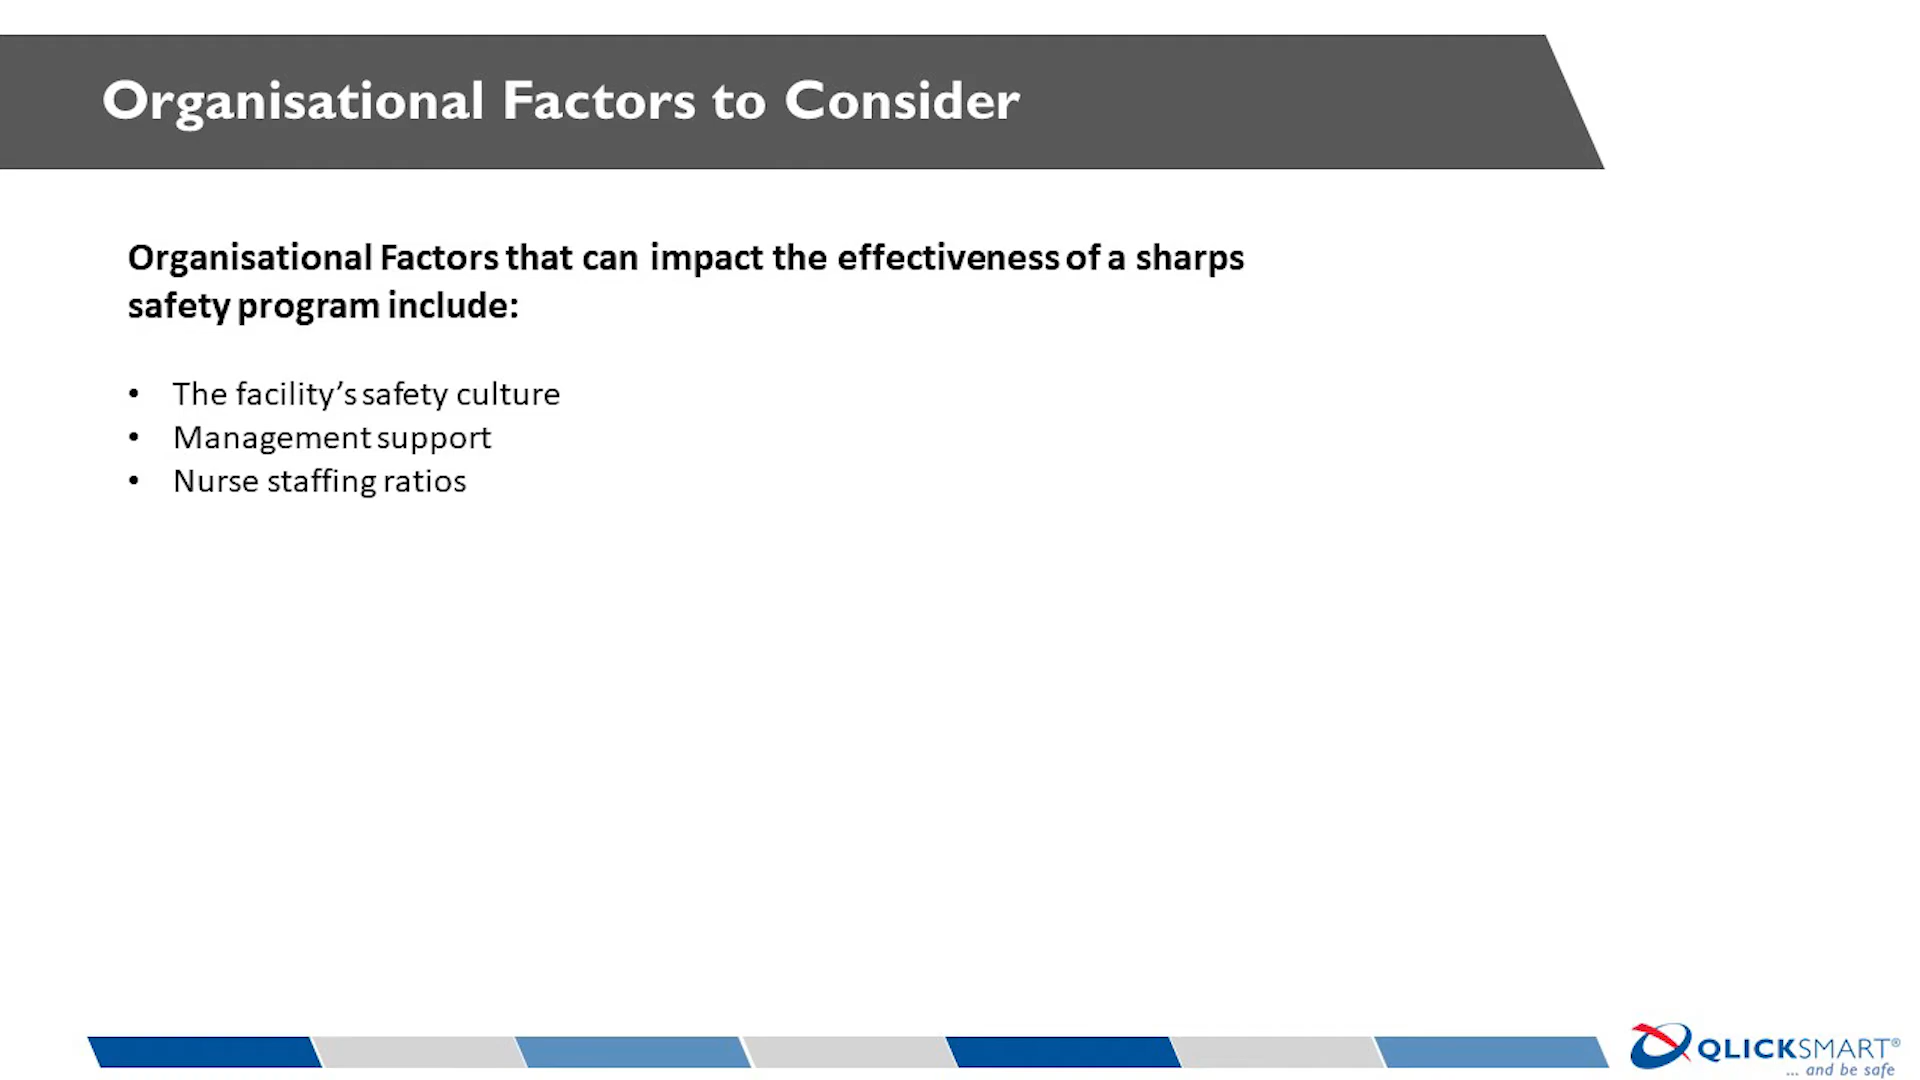 Organisational Factors to Consider
Organisational Factors that can impact the effectiveness of a sharps
safety program include:
• The facility’s safety culture
• Management support
• Nurse staffing ratios
QLICKSMART®
... and be safe